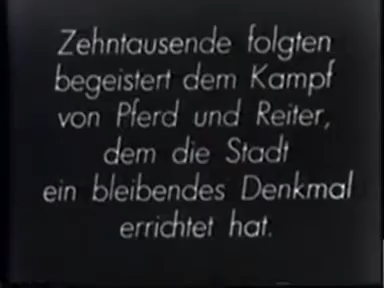 Zehntausende folgten
begeistert dem Kampf
von Pferd und Reiter,
dem die Stadt
ein bleibendes Denkmal
errichtet hat.